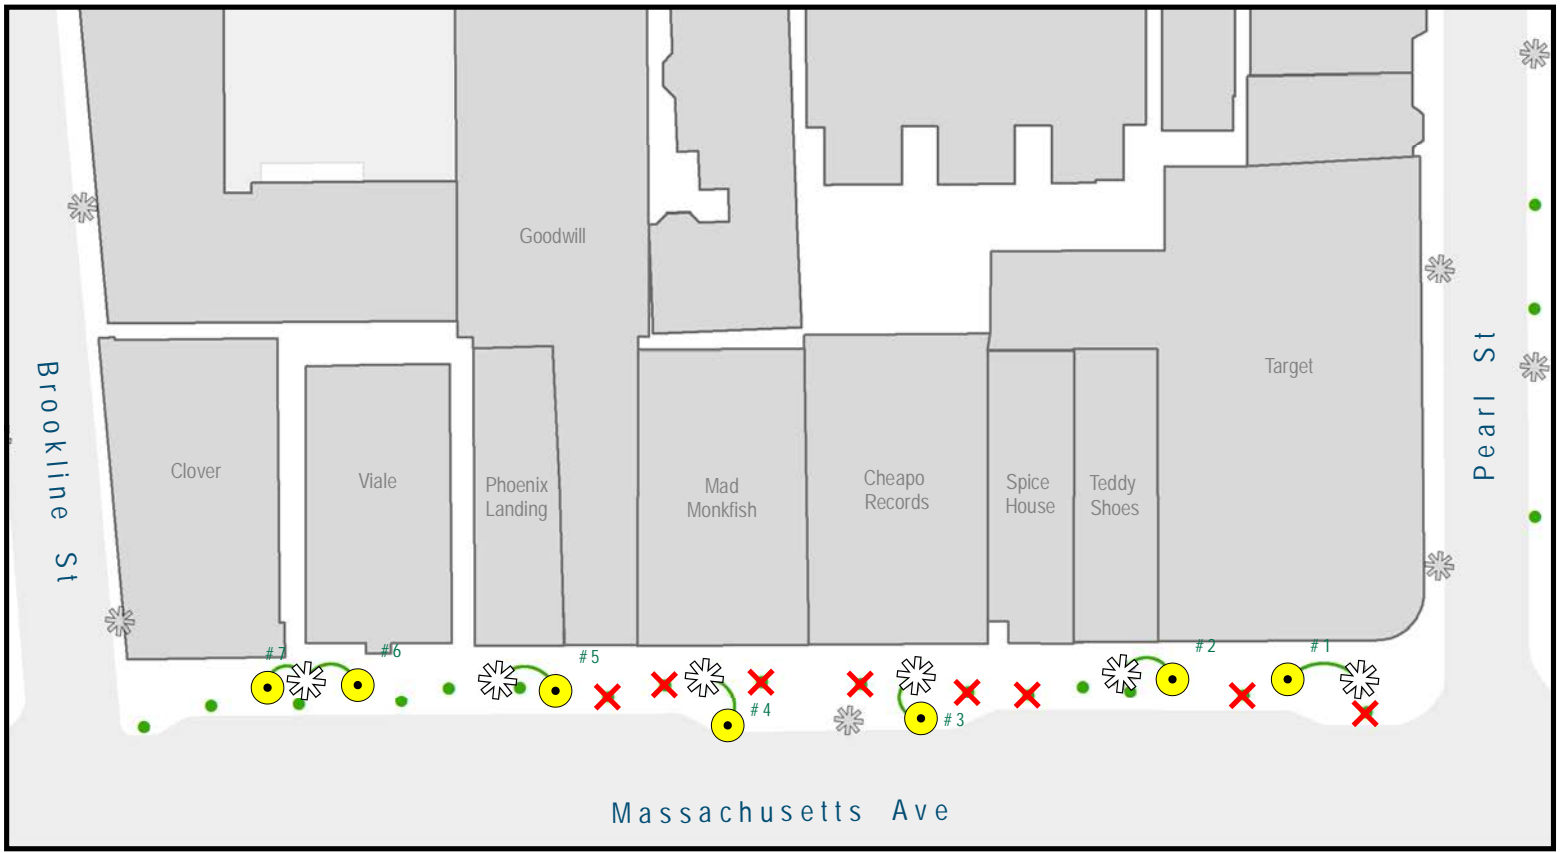 Goodwill
Target
Brookline St
Pearl St
Clover
Viale
Phoenix
Landing
Mad
Monkfish
Cheapo
Records
Spice
House
Teddy
Shoes
#7
#6
#5
#4
#3
#2
#1
Massachusetts Ave